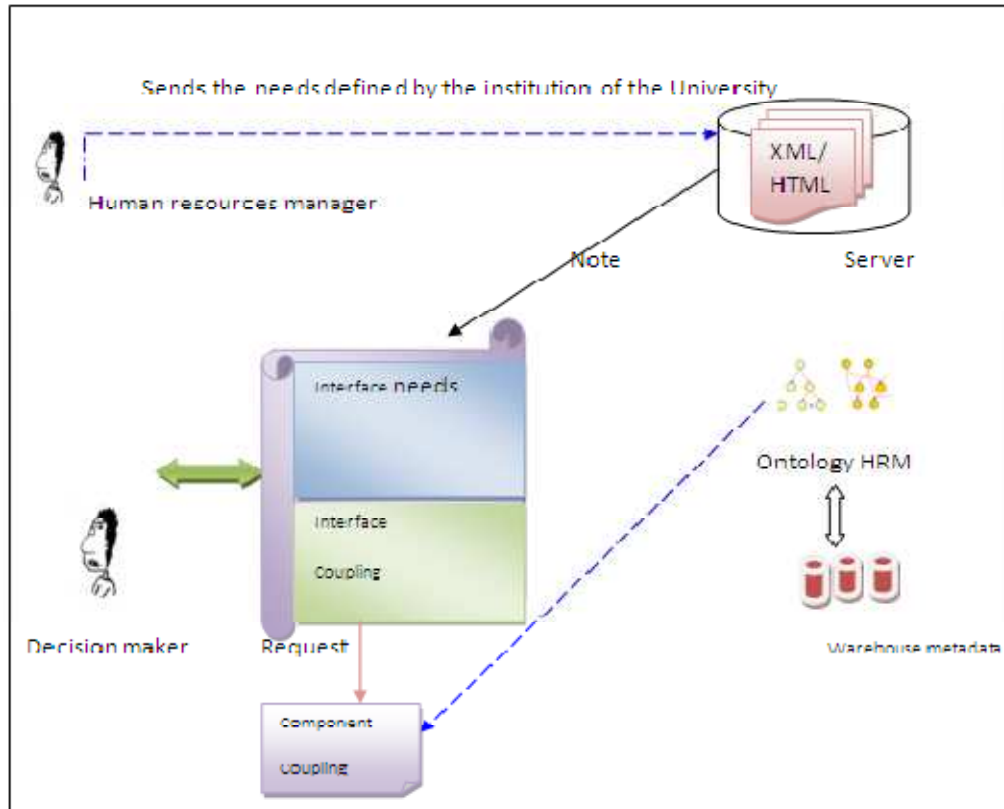 Sends the needs defined by the institution of the University
XML/
HTML
Human resources manager
Note
Server
Interface needs
Ontology HRM
Interface
Coupling
Decision maker
Request
Warehouse metadata
Component
Coupling